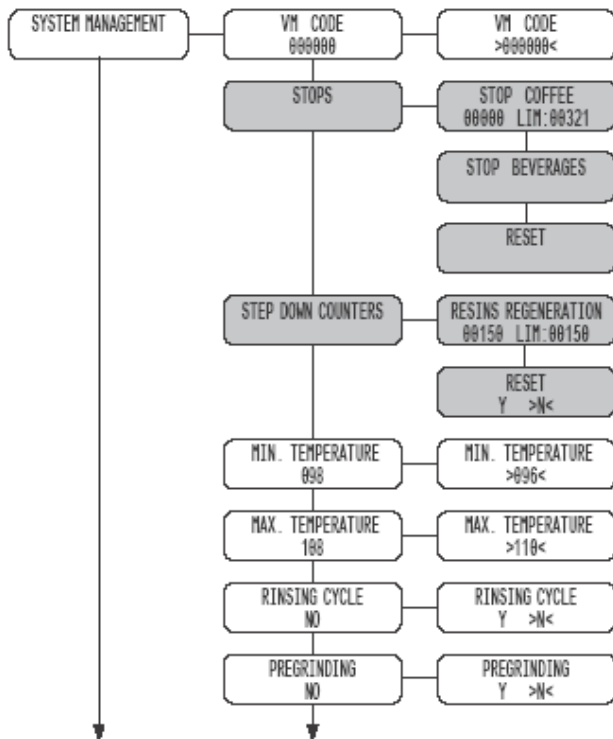 SYSTEM MANAGEMENT
VM CODE
000000
VM CODE
>000000<
STOPS
STOP COFFEE
00000 LIM:00321
STOP BEVERAGES
RESET
STEP DOWN COUNTERS
RESINS REGENERATION
00150 LIM:00150
RESET
Y >N<
MIN. TEMPERATURE
098
MIN. TEMPERATURE
>096<
MAX. TEMPERATURE
108
MAX. TEMPERATURE
>110<
RINSING CYCLE
NO
RINSING CYCLE
Y >N<
PREGRINDING
NO
PREGRINDING
Y >N<